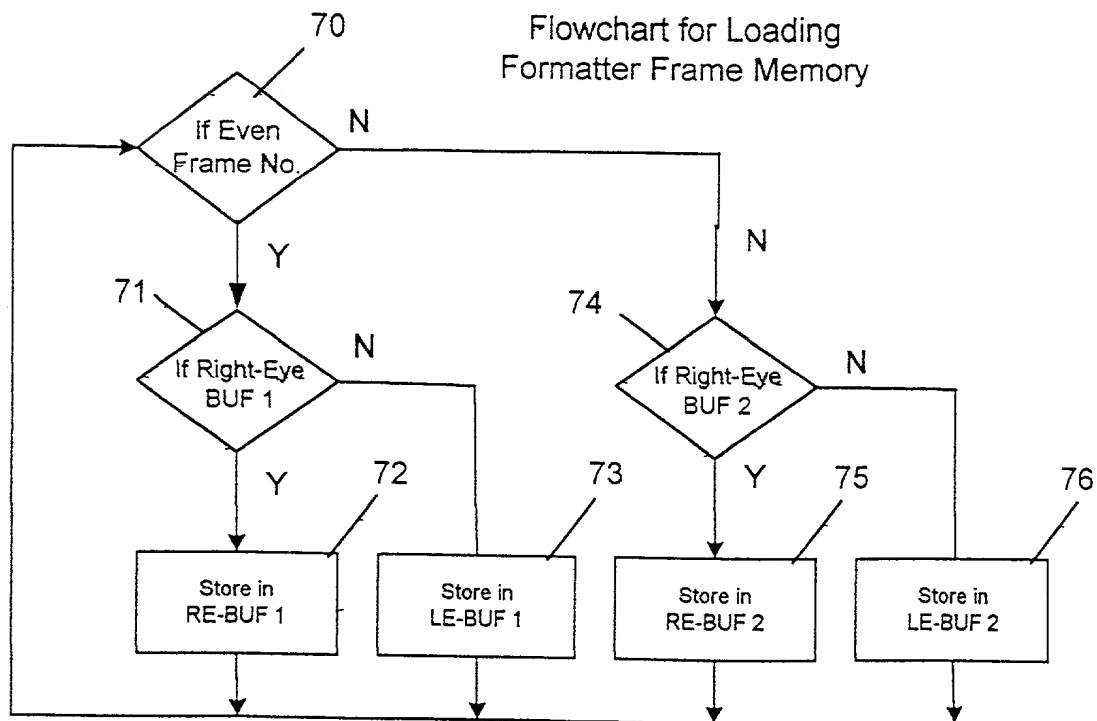 Flowchart for Loading
Formatter Frame Memory
70
If Even
Frame No.
N
Y
N
71
If Right-Eye
BUF 1
N
74
If Right-Eye
BUF 2
N
Y
72
73
Y
75
76
Store in
RE-BUF 1
Store in
LE-BUF 1
Store in
RE-BUF 2
Store in
LE-BUF 2